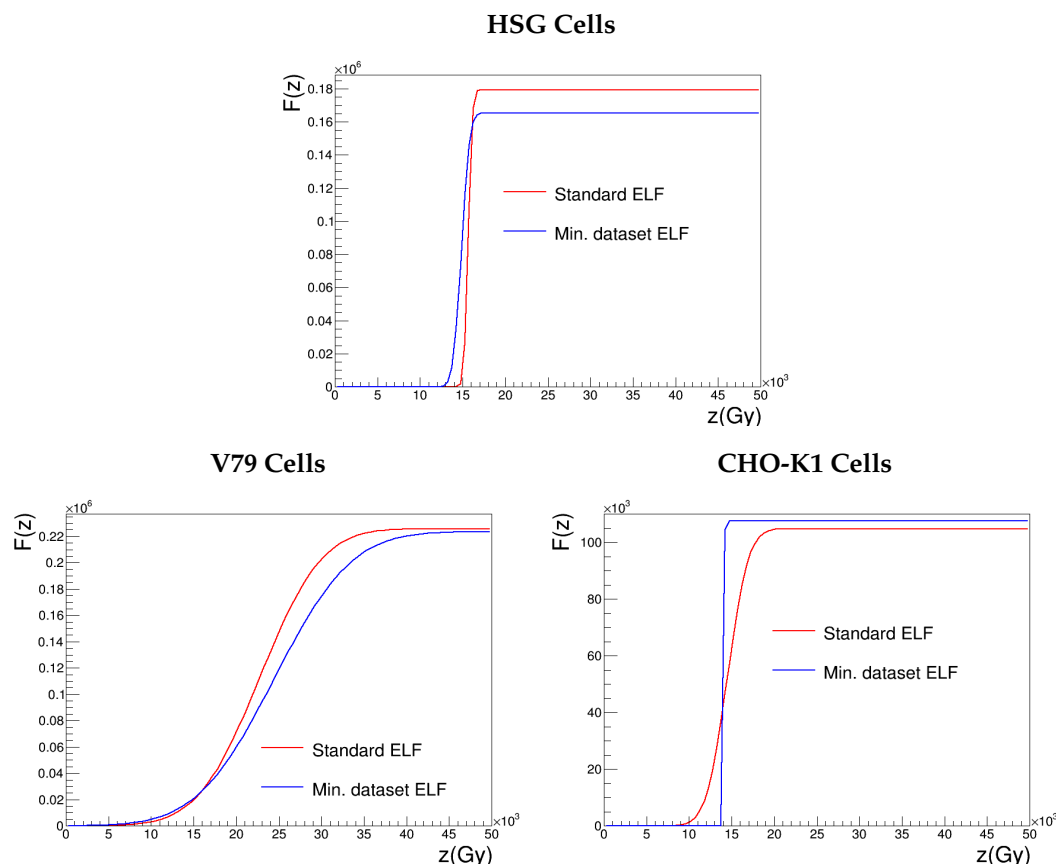 HSG Cells
×10⁶
F(z)
0.18
0.16
0.14
0.12
0.1
0.08
0.06
0.04
0.02
0
Standard ELF
Min. dataset ELF
0 5 10 15 20 25 30 35 40 45 50
×10³
z(Gy)
V79 Cells
×10⁶
F(z)
0.22
0.2
0.18
0.16
0.14
0.12
0.1
0.08
0.06
0.04
0.02
0
Standard ELF
Min. dataset ELF
0 10 20 30 40 50
×10³
z(Gy)
CHO-K1 Cells
×10³
F(z)
100
80
60
40
20
0
Standard ELF
Min. dataset ELF
0 5 10 15 20 25 30 35 40 45 50
×10³
z(Gy)